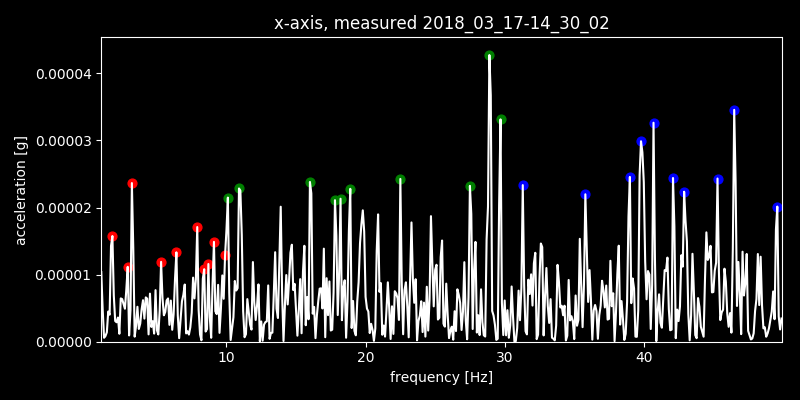 x-axis, measured 2018_03_17-14_30_02
acceleration [g]
0.00004
0.00003
0.00002
0.00001
0.00000
10 20 30 40
frequency [Hz]